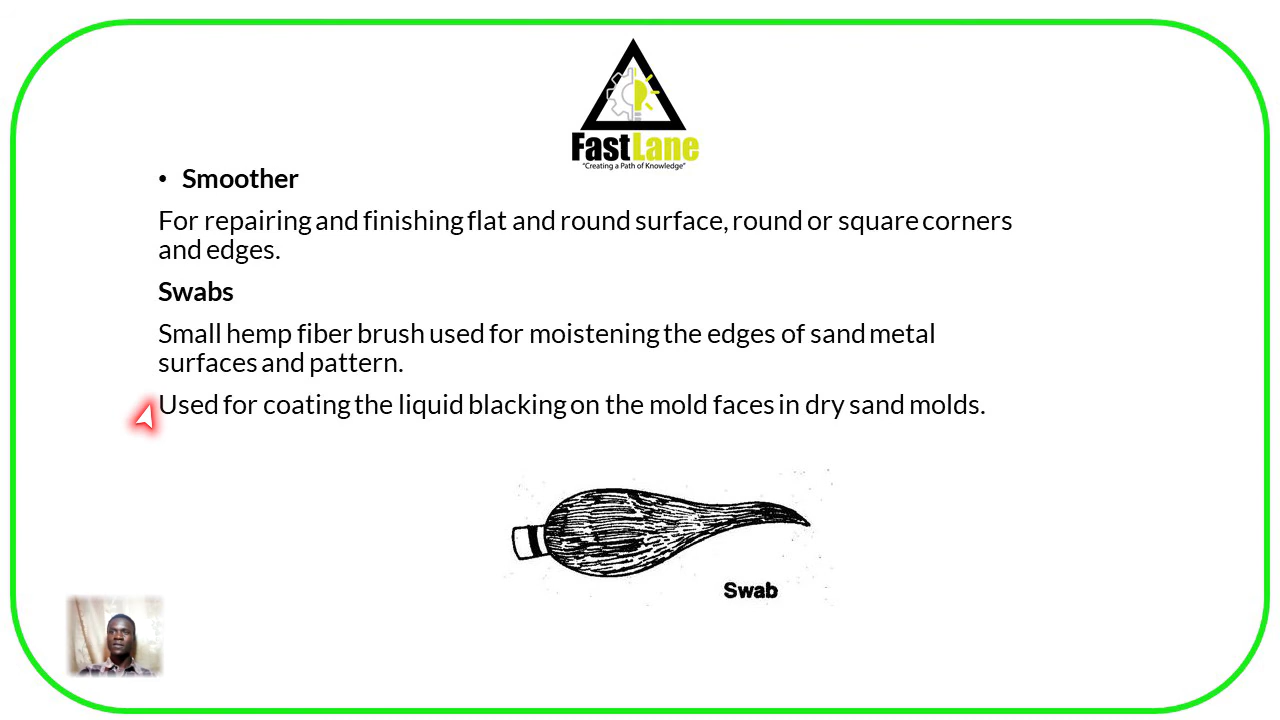 FastLane
"Creating a Path of Knowledge"
• Smoother
For repairing and finishing flat and round surface, round or square corners
and edges.
Swabs
Small hemp fiber brush used for moistening the edges of sand metal
surfaces and pattern.
Used for coating the liquid blacking on the mold faces in dry sand molds.
Swab